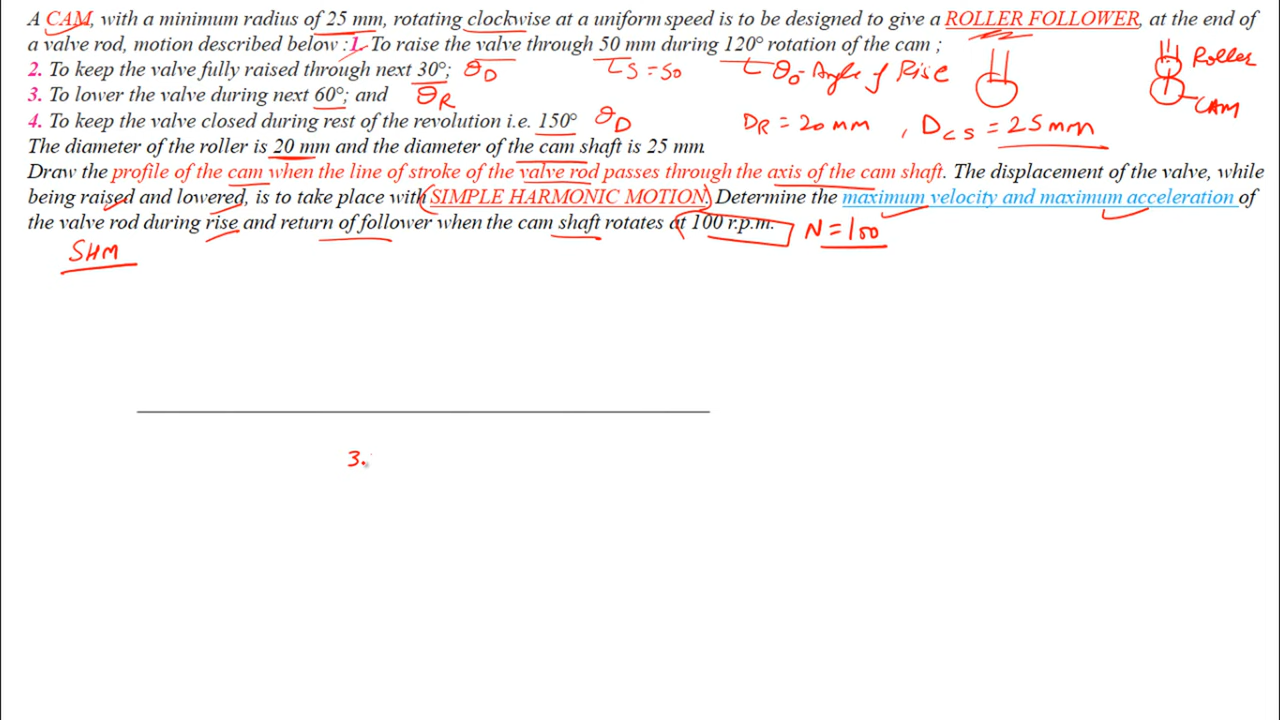 A CAM, with a minimum radius of 25 mm, rotating clockwise at a uniform speed is to be designed to give a ROLLER FOLLOWER, at the end of
a valve rod, motion described below :1. To raise the valve through 50 mm during 120° rotation of the cam ;
2. To keep the valve fully raised through next 30°; θD S = 50 θO - Angle of Rise Roller
3. To lower the valve during next 60°; and θR CAM
4. To keep the valve closed during rest of the revolution i.e. 150° θD DR = 20 mm , DCS = 25 mm
The diameter of the roller is 20 mm and the diameter of the cam shaft is 25 mm.
Draw the profile of the cam when the line of stroke of the valve rod passes through the axis of the cam shaft. The displacement of the valve, while
being raised and lowered, is to take place with SIMPLE HARMONIC MOTION. Determine the maximum velocity and maximum acceleration of
the valve rod during rise and return of follower when the cam shaft rotates at 100 r.p.m. N = 100
SHM
3.